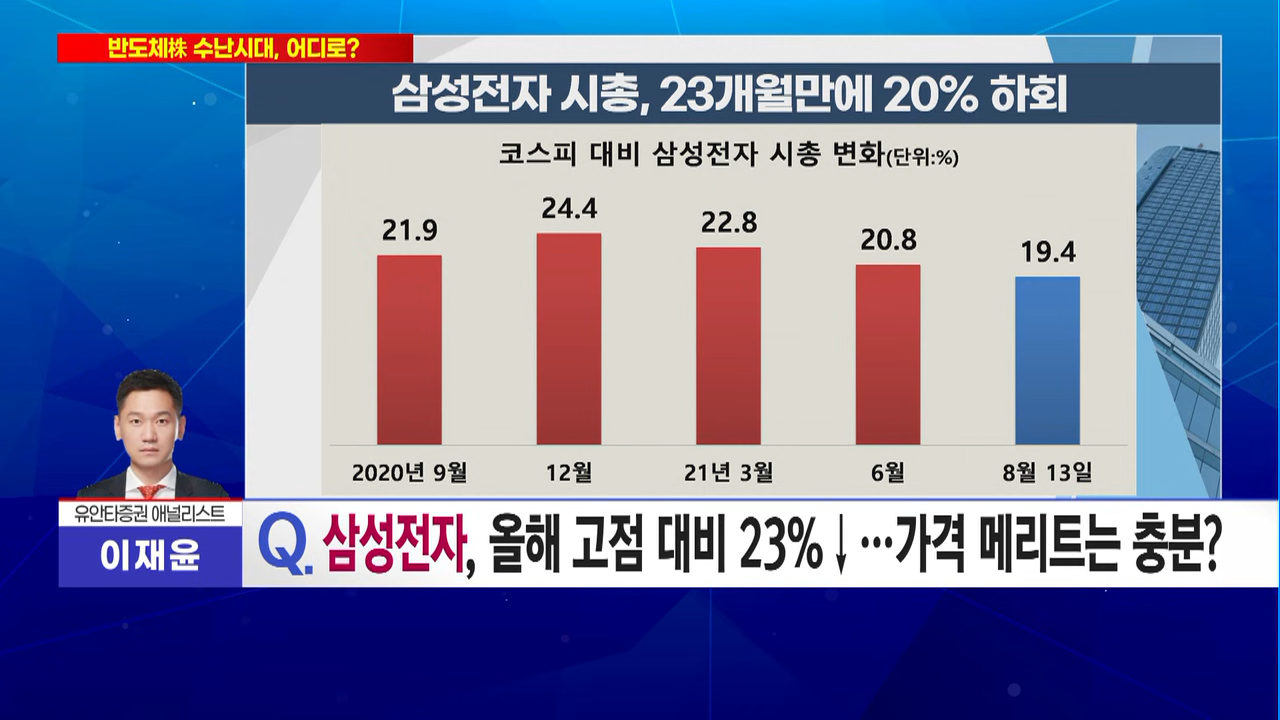 반도체株 수난시대, 어디로?
삼성전자 시총, 23개월만에 20% 하회
코스피 대비 삼성전자 시총 변화(단위:%)
21.9
24.4
22.8
20.8
19.4
2020년 9월
12월
21년 3월
6월
8월 13일
유안타증권 애널리스트
이재윤
Q. 삼성전자, 올해 고점 대비 23%↓…가격 메리트는 충분?